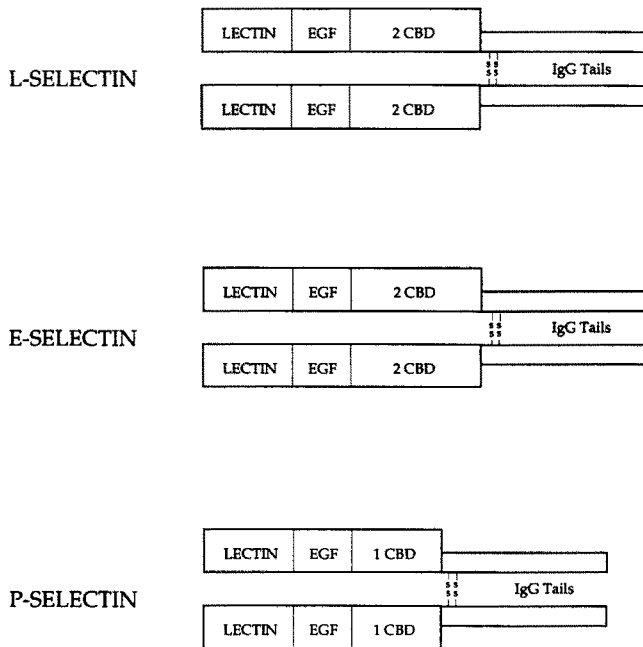 LECTIN EGF 2 CBD
L-SELECTIN
S S
S S
IgG Tails
LECTIN EGF 2 CBD
LECTIN EGF 2 CBD
E-SELECTIN
S S
S S
IgG Tails
LECTIN EGF 2 CBD
LECTIN EGF 1 CBD
P-SELECTIN
S S
S S
IgG Tails
LECTIN EGF 1 CBD